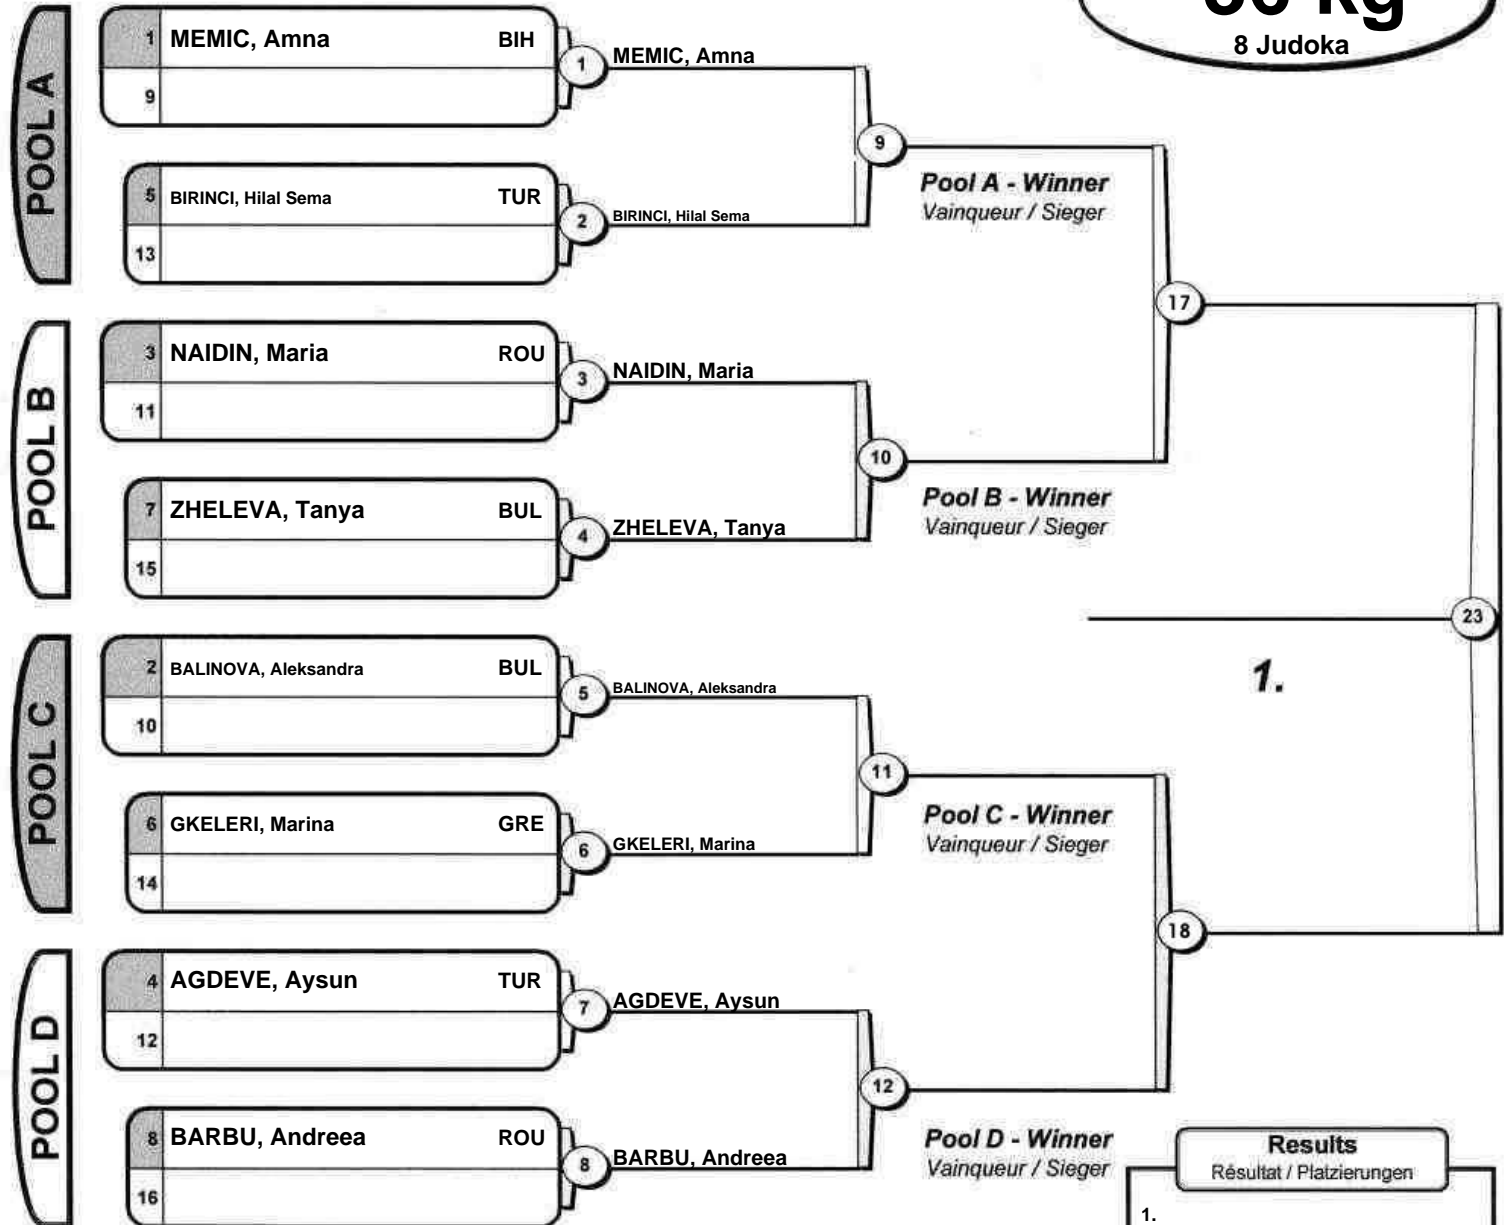 8 Judoka
POOL A
1 MEMIC, Amna BIH
9
1 MEMIC, Amna
5 BIRINCI, Hilal Sema TUR
13
2 BIRINCI, Hilal Sema
9
Pool A - Winner
Vainqueur / Sieger
17
POOL B
3 NAIDIN, Maria ROU
11
3 NAIDIN, Maria
7 ZHELEVA, Tanya BUL
15
4 ZHELEVA, Tanya
10
Pool B - Winner
Vainqueur / Sieger
23
1.
POOL C
2 BALINOVA, Aleksandra BUL
10
5 BALINOVA, Aleksandra
6 GKELERI, Marina GRE
14
6 GKELERI, Marina
11
Pool C - Winner
Vainqueur / Sieger
18
POOL D
4 AGDEVE, Aysun TUR
12
7 AGDEVE, Aysun
8 BARBU, Andreea ROU
16
8 BARBU, Andreea
12
Pool D - Winner
Vainqueur / Sieger
Results
Résultat / Platzierungen
1.